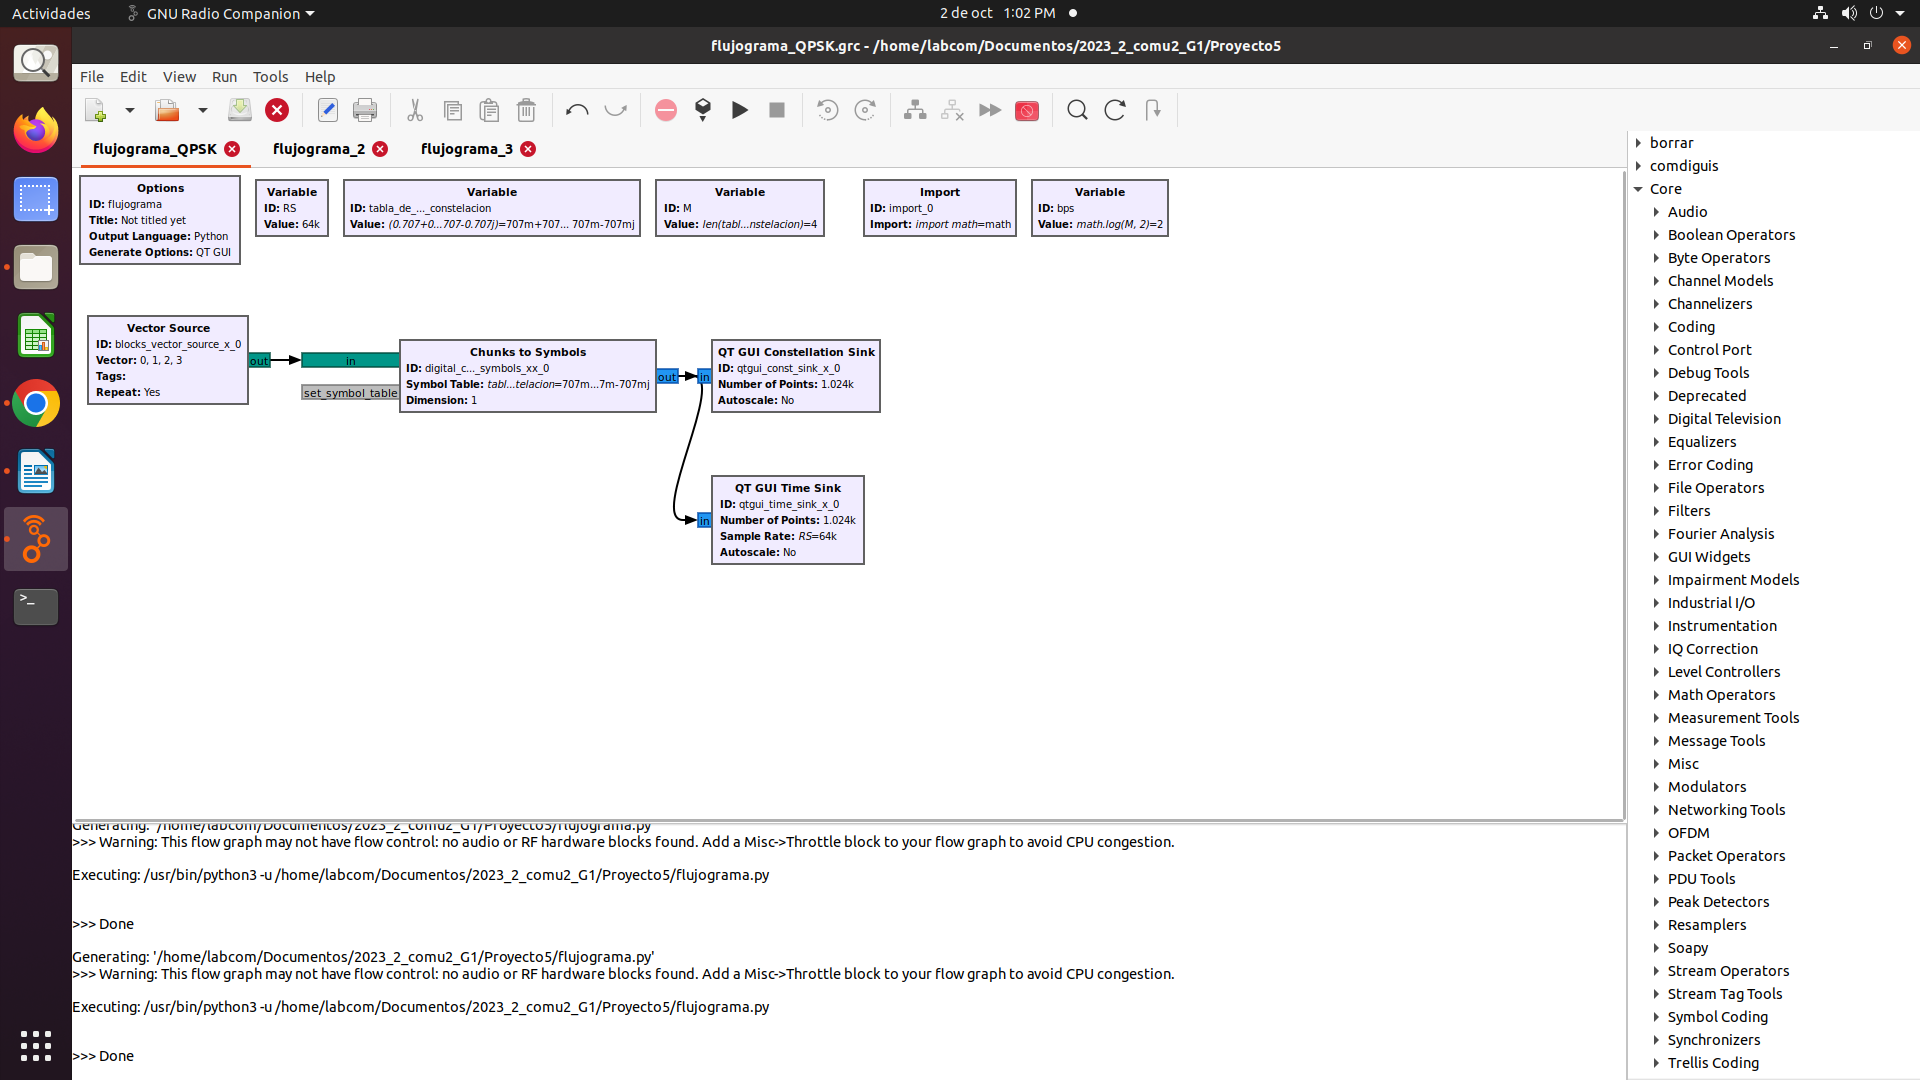 Actividades
GNU Radio Companion
2 de oct 1:02 PM
flujograma_QPSK.grc - /home/labcom/Documentos/2023_2_comu2_G1/Proyecto5
File Edit View Run Tools Help
flujograma_QPSK
flujograma_2
flujograma_3
Options
ID: flujograma
Title: Not titled yet
Output Language: Python
Generate Options: QT GUI
Variable
ID: RS
Value: 64k
Variable
ID: tabla_de_..._constelacion
Value: (0.707+0...707-0.707j)=707m+707... 707m-707mj
Variable
ID: M
Value: len(tabl...nstelacion)=4
Import
ID: import_0
Import: import math=math
Variable
ID: bps
Value: math.log(M, 2)=2
Vector Source
ID: blocks_vector_source_x_0
Vector: 0, 1, 2, 3
Tags:
Repeat: Yes
out
in
set_symbol_table
Chunks to Symbols
ID: digital_c..._symbols_xx_0
Symbol Table: tabl...telacion=707m...7m-707mj
Dimension: 1
out
in
QT GUI Constellation Sink
ID: qtgui_const_sink_x_0
Number of Points: 1.024k
Autoscale: No
in
QT GUI Time Sink
ID: qtgui_time_sink_x_0
Number of Points: 1.024k
Sample Rate: RS=64k
Autoscale: No
Generating: '/home/labcom/Documentos/2023_2_comu2_G1/Proyecto5/flujograma.py'
>>> Warning: This flow graph may not have flow control: no audio or RF hardware blocks found. Add a Misc->Throttle block to your flow graph to avoid CPU congestion.
Executing: /usr/bin/python3 -u /home/labcom/Documentos/2023_2_comu2_G1/Proyecto5/flujograma.py
>>> Done
Generating: '/home/labcom/Documentos/2023_2_comu2_G1/Proyecto5/flujograma.py'
>>> Warning: This flow graph may not have flow control: no audio or RF hardware blocks found. Add a Misc->Throttle block to your flow graph to avoid CPU congestion.
Executing: /usr/bin/python3 -u /home/labcom/Documentos/2023_2_comu2_G1/Proyecto5/flujograma.py
>>> Done
borrar
comdiguis
Core
Audio
Boolean Operators
Byte Operators
Channel Models
Channelizers
Coding
Control Port
Debug Tools
Deprecated
Digital Television
Equalizers
Error Coding
File Operators
Filters
Fourier Analysis
GUI Widgets
Impairment Models
Industrial I/O
Instrumentation
IQ Correction
Level Controllers
Math Operators
Measurement Tools
Message Tools
Misc
Modulators
Networking Tools
OFDM
Packet Operators
PDU Tools
Peak Detectors
Resamplers
Soapy
Stream Operators
Stream Tag Tools
Symbol Coding
Synchronizers
Trellis Coding